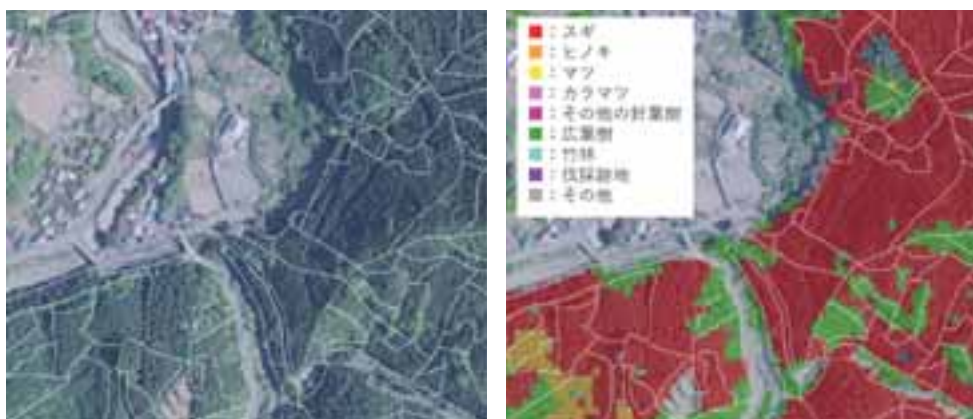 ：スギ
：ヒノキ
：マツ
：カラマツ
：その他の針葉樹
：広葉樹
：竹林
：伐採跡地
：その他